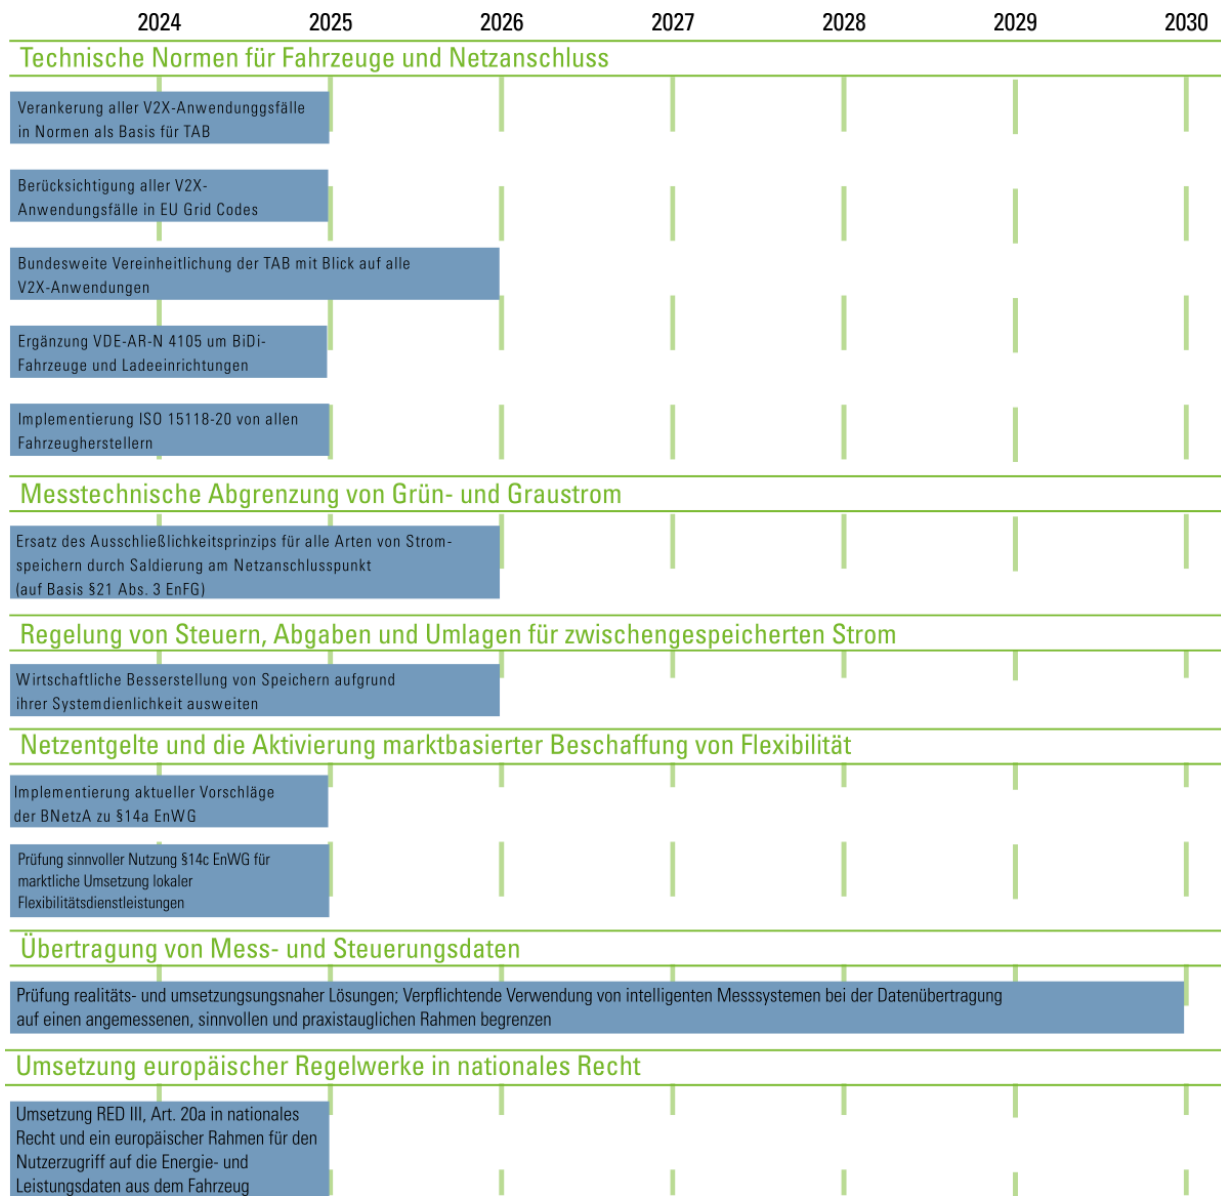 2024 2025 2026 2027 2028 2029 2030
Technische Normen für Fahrzeuge und Netzanschluss
Verankerung aller V2X-Anwendunggsfälle
in Normen als Basis für TAB
Berücksichtigung aller V2X-
Anwendungsfälle in EU Grid Codes
Bundesweite Vereinheitlichung der TAB mit Blick auf alle
V2X-Anwendungen
Ergänzung VDE-AR-N 4105 um BiDi-
Fahrzeuge und Ladeeinrichtungen
Implementierung ISO 15118-20 von allen
Fahrzeugherstellern
Messtechnische Abgrenzung von Grün- und Graustrom
Ersatz des Ausschließlichkeitsprinzips für alle Arten von Strom-
speichern durch Saldierung am Netzanschlusspunkt
(auf Basis §21 Abs. 3 EnFG)
Regelung von Steuern, Abgaben und Umlagen für zwischengespeicherten Strom
Wirtschaftliche Besserstellung von Speichern aufgrund
ihrer Systemdienlichkeit ausweiten
Netzentgelte und die Aktivierung marktbasierter Beschaffung von Flexibilität
Implementierung aktueller Vorschläge
der BNetzA zu §14a EnWG
Prüfung sinnvoller Nutzung §14c EnWG für
marktliche Umsetzung lokaler
Flexibilitätsdienstleistungen
Übertragung von Mess- und Steuerungsdaten
Prüfung realitäts- und umsetzungsungsnaher Lösungen; Verpflichtende Verwendung von intelligenten Messsystemen bei der Datenübertragung
auf einen angemessenen, sinnvollen und praxistauglichen Rahmen begrenzen
Umsetzung europäischer Regelwerke in nationales Recht
Umsetzung RED III, Art. 20a in nationales
Recht und ein europäischer Rahmen für den
Nutzerzugriff auf die Energie- und
Leistungsdaten aus dem Fahrzeug